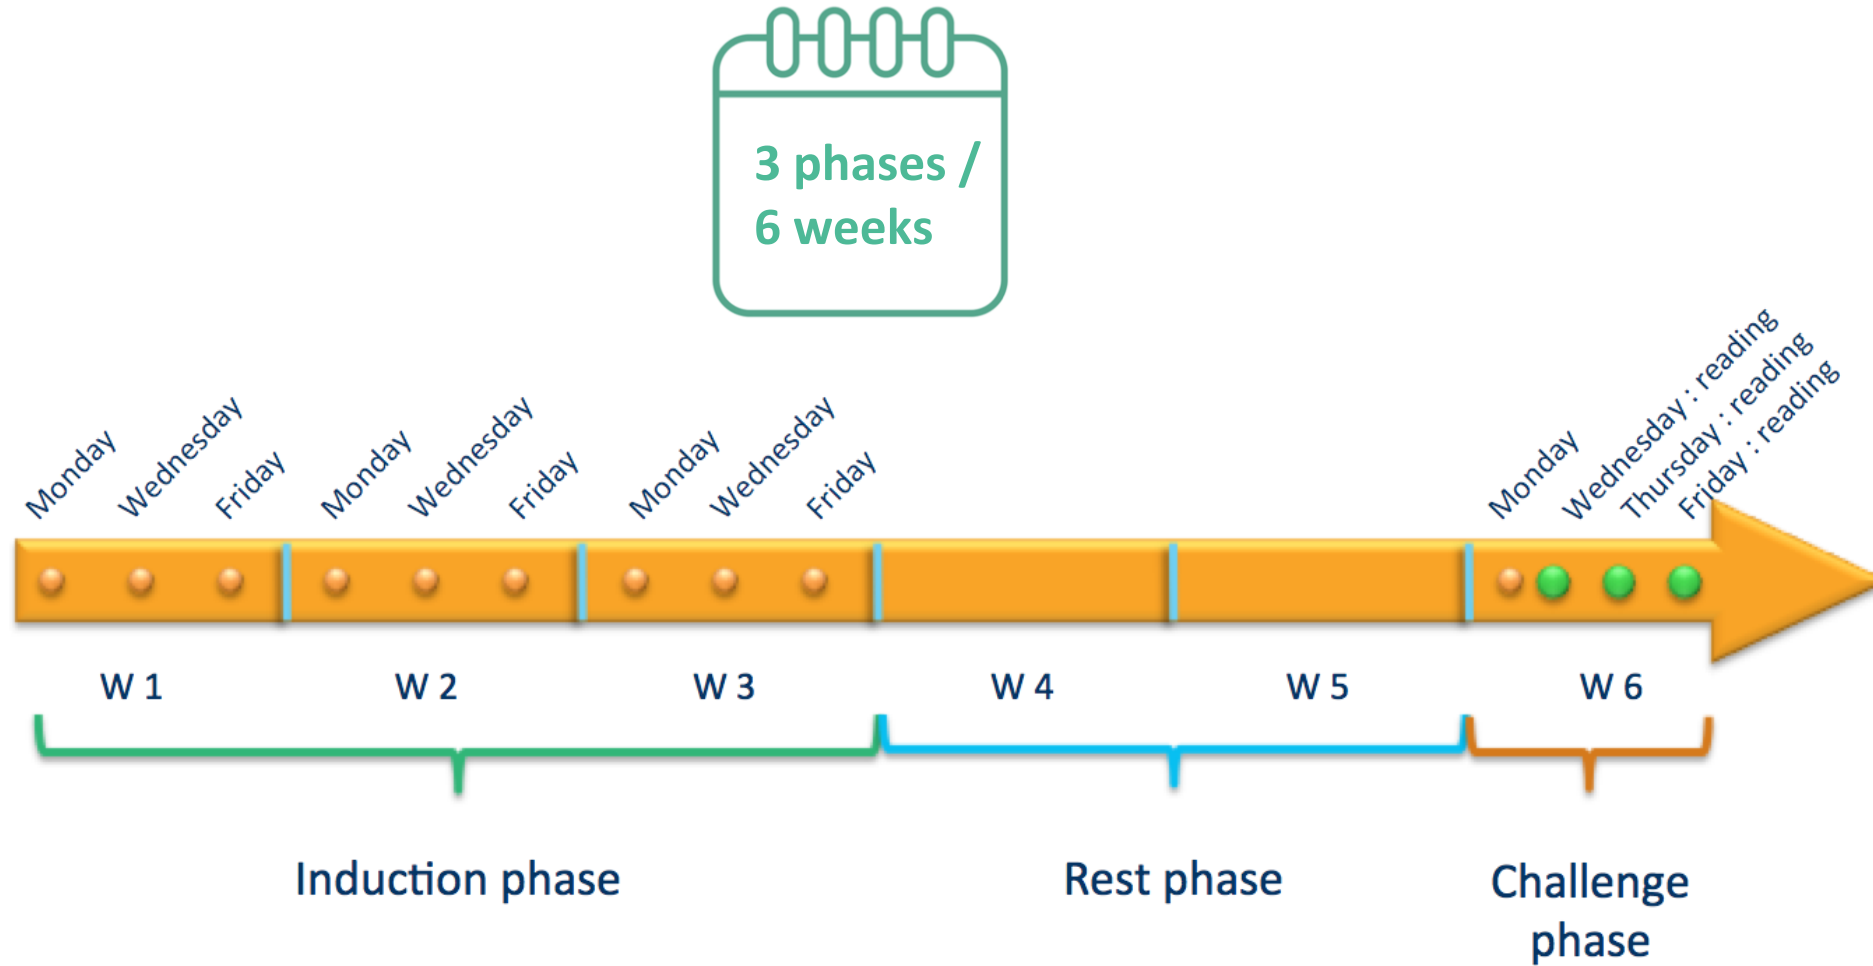 3 phases /
6 weeks
Monday
Wednesday
Friday
Monday
Wednesday
Friday
Monday
Wednesday
Friday
Monday
Wednesday : reading
Thursday : reading
Friday : reading
W 1
W 2
W 3
W 4
W 5
W 6
Induction phase
Rest phase
Challenge
phase